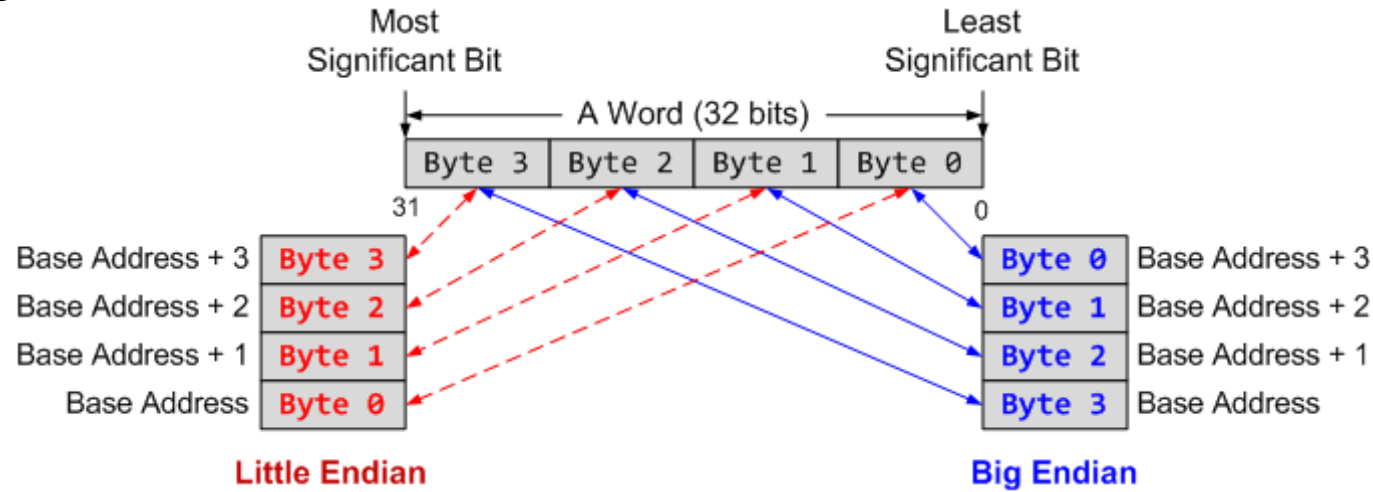 Most
Significant Bit
Least
Significant Bit
A Word (32 bits)
Byte 3 Byte 2 Byte 1 Byte 0
31 0
Base Address + 3 Byte 3 Byte 0 Base Address + 3
Base Address + 2 Byte 2 Byte 1 Base Address + 2
Base Address + 1 Byte 1 Byte 2 Base Address + 1
Base Address Byte 0 Byte 3 Base Address
Little Endian Big Endian